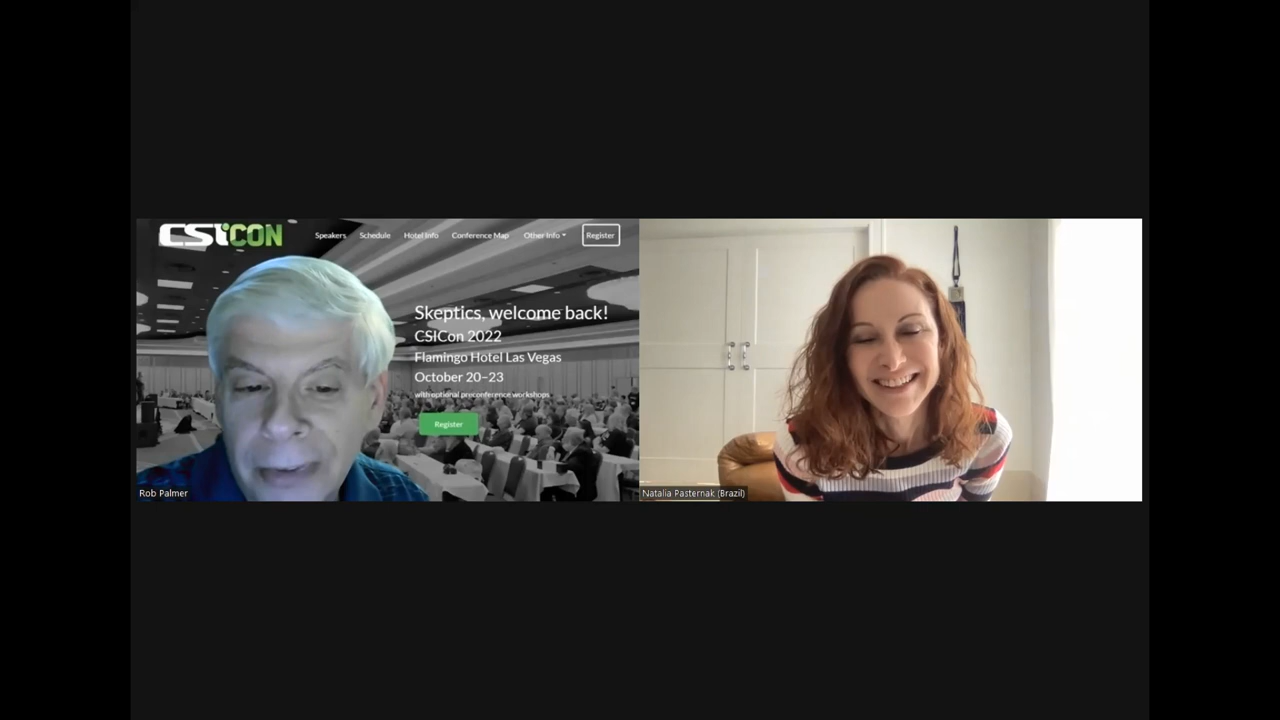 CSICON
Speakers Schedule Hotel Info Conference Map Other Info Register
Skeptics, welcome back!
CSICon 2022
Flamingo Hotel Las Vegas
October 20–23
with optional preconference workshops
Register
Rob Palmer
Natalia Pasternak (Brazil)